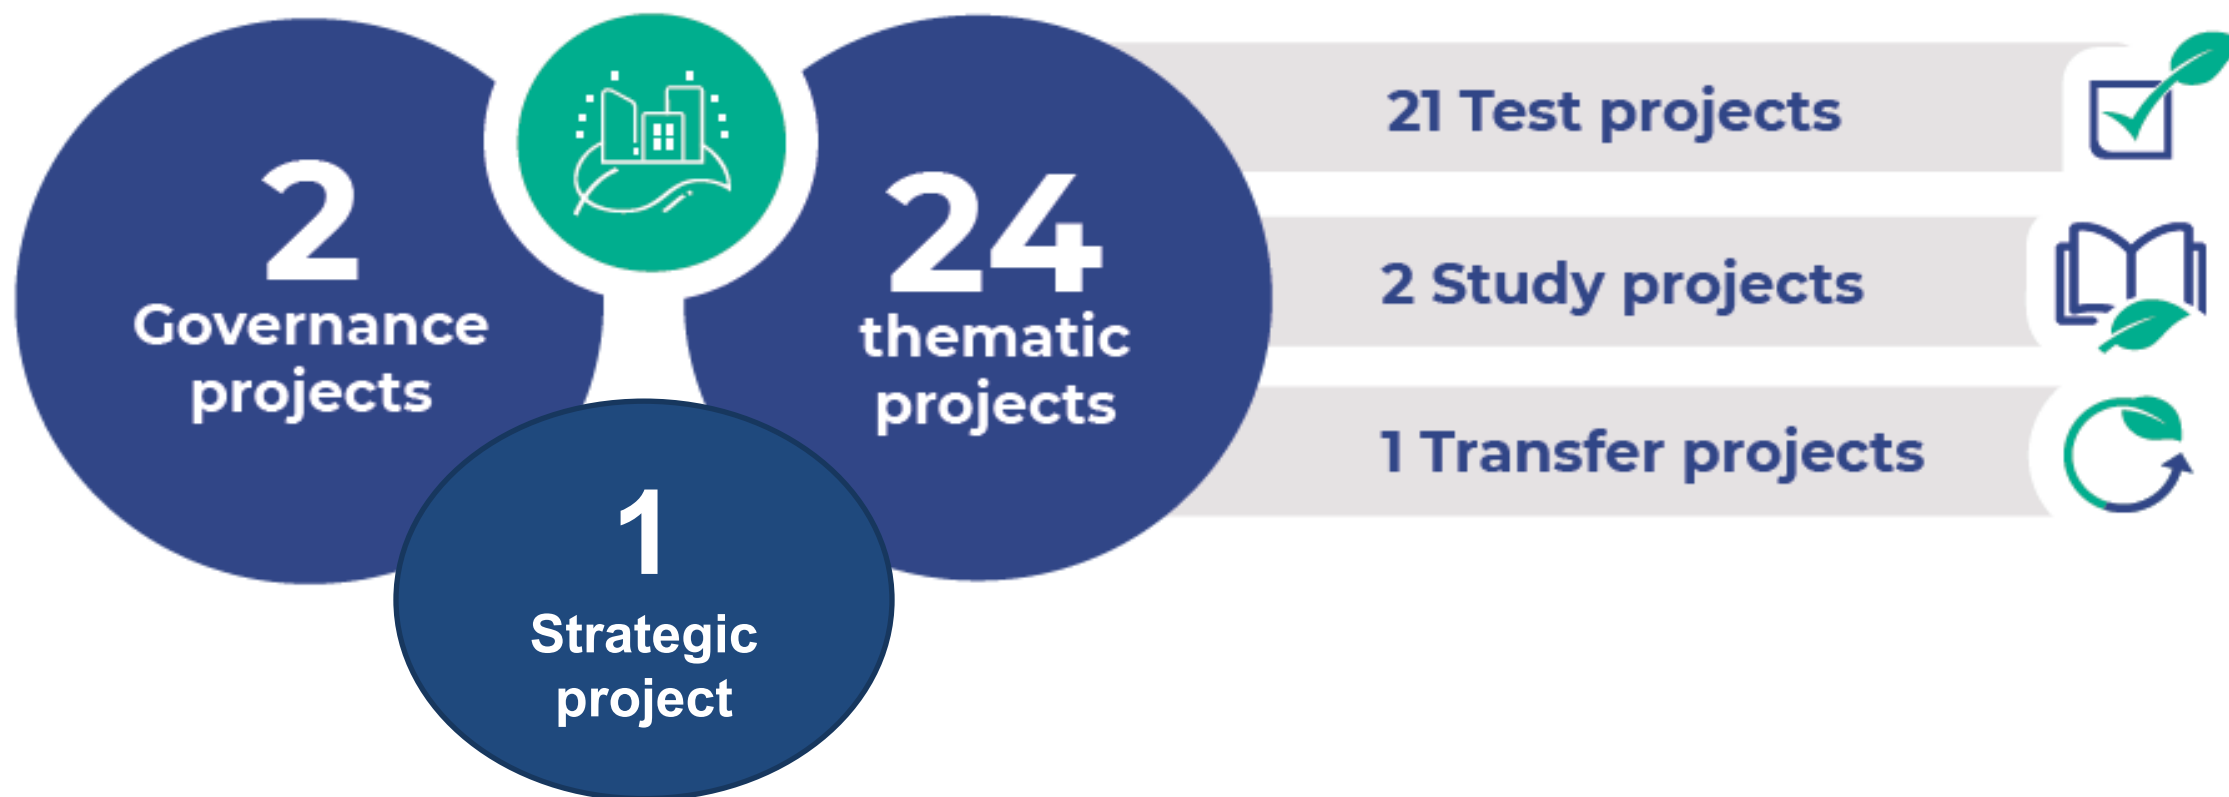 2
Governance
projects
24
thematic
projects
1
Strategic
project
21 Test projects
2 Study projects
1 Transfer projects